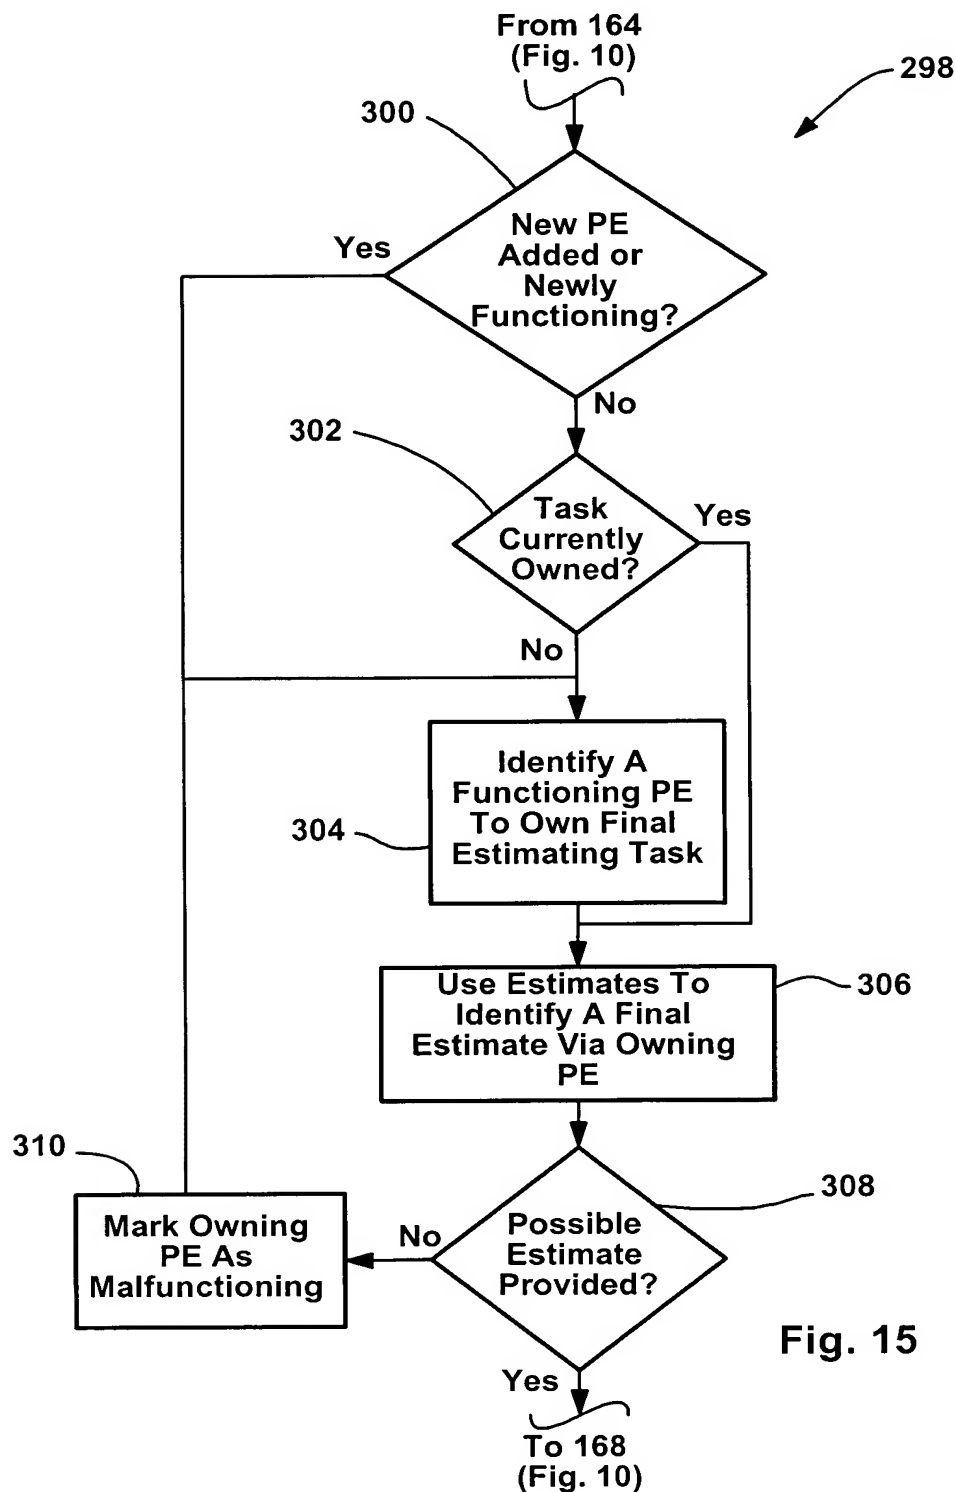 From 164
(Fig. 10)
298
300
New PE
Added or
Newly
Functioning?
Yes
No
302
Task
Currently
Owned?
Yes
No
Identify A
Functioning PE
To Own Final
Estimating Task
304
Use Estimates To
Identify A Final
Estimate Via Owning
PE
306
310
308
Mark Owning
PE As
Malfunctioning
No
Possible
Estimate
Provided?
Fig. 15
Yes
To 168
(Fig. 10)